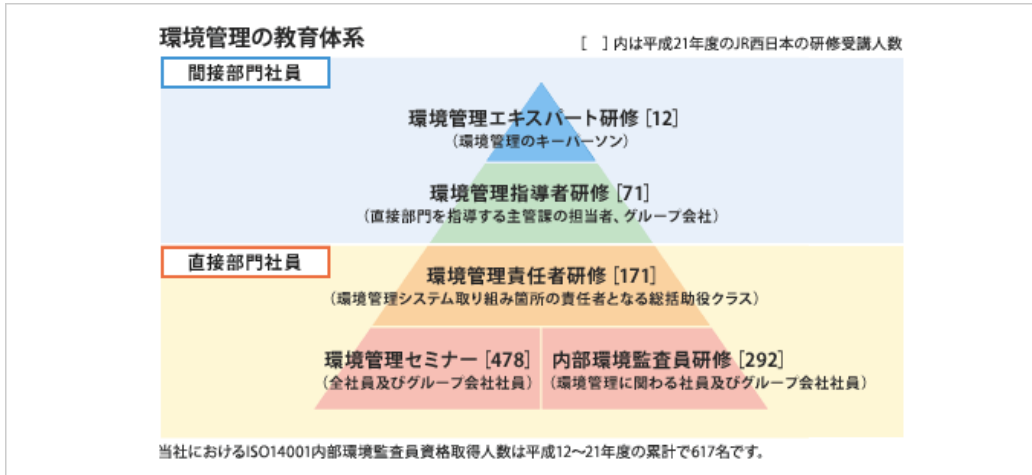 環境管理の教育体系
[　]内は平成21年度のJR西日本の研修受講人数
間接部門社員
環境管理エキスパート研修 [12]
（環境管理のキーパーソン）
環境管理指導者研修 [71]
（直接部門を指導する主管課の担当者、グループ会社）
直接部門社員
環境管理責任者研修 [171]
（環境管理システム取り組み箇所の責任者となる総括助役クラス）
環境管理セミナー [478]
（全社員及びグループ会社社員）
内部環境監査員研修 [292]
（環境管理に関わる社員及びグループ会社社員）
当社におけるISO14001内部環境監査員資格取得人数は平成12〜21年度の累計で617名です。